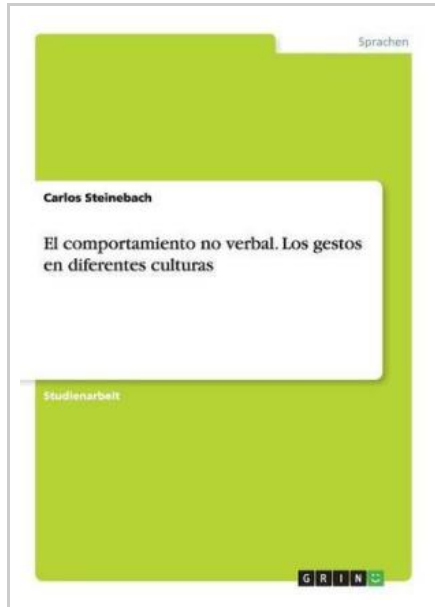 Sprachen
Carlos Steinebach
El comportamiento no verbal. Los gestos
en diferentes culturas
Studienarbeit
GRIN